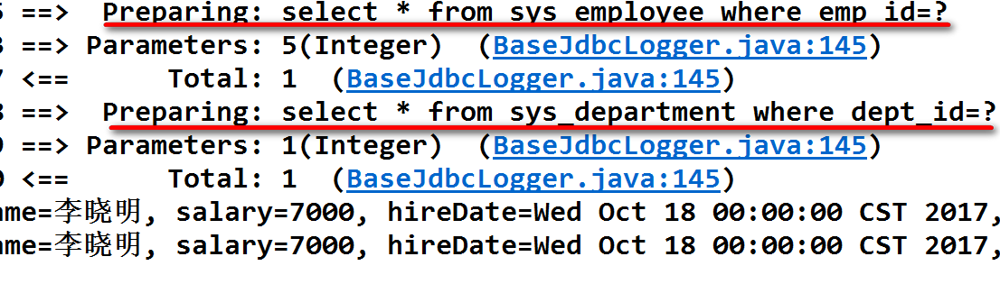 5 ==>  Preparing: select * from sys_employee where emp_id=?
3 ==> Parameters: 5(Integer)  (BaseJdbcLogger.java:145)
7 <==      Total: 1  (BaseJdbcLogger.java:145)
3 ==>  Preparing: select * from sys_department where dept_id=?
9 ==> Parameters: 1(Integer)  (BaseJdbcLogger.java:145)
<==      Total: 1  (BaseJdbcLogger.java:145)
ame=李晓明, salary=7000, hireDate=Wed Oct 18 00:00:00 CST 2017,
ame=李晓明, salary=7000, hireDate=Wed Oct 18 00:00:00 CST 2017,